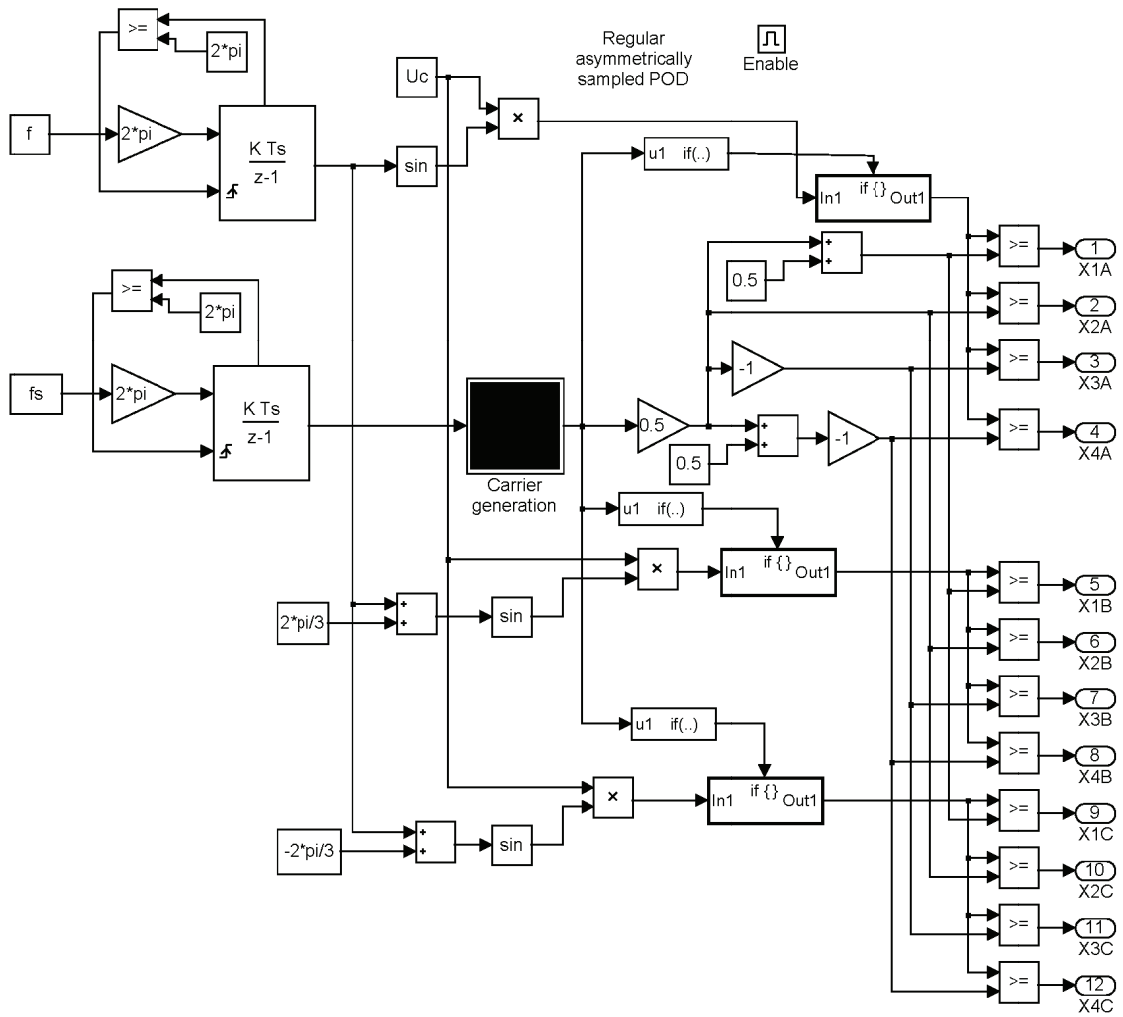 >=
2*pi
f
2*pi
K Ts
z-1
Uc
sin
×
Regular
asymmetrically
sampled POD
Enable
u1 if(..)
In1 if { } Out1
>=
2*pi
fs
2*pi
K Ts
z-1
Carrier
generation
0.5
+
+
0.5
-1
0.5
+
+
-1
>=
1
X1A
>=
2
X2A
>=
3
X3A
>=
4
X4A
u1 if(..)
×
In1 if { } Out1
2*pi/3
+
+
sin
>=
5
X1B
>=
6
X2B
>=
7
X3B
>=
8
X4B
u1 if(..)
×
In1 if { } Out1
-2*pi/3
+
+
sin
>=
9
X1C
>=
10
X2C
>=
11
X3C
>=
12
X4C